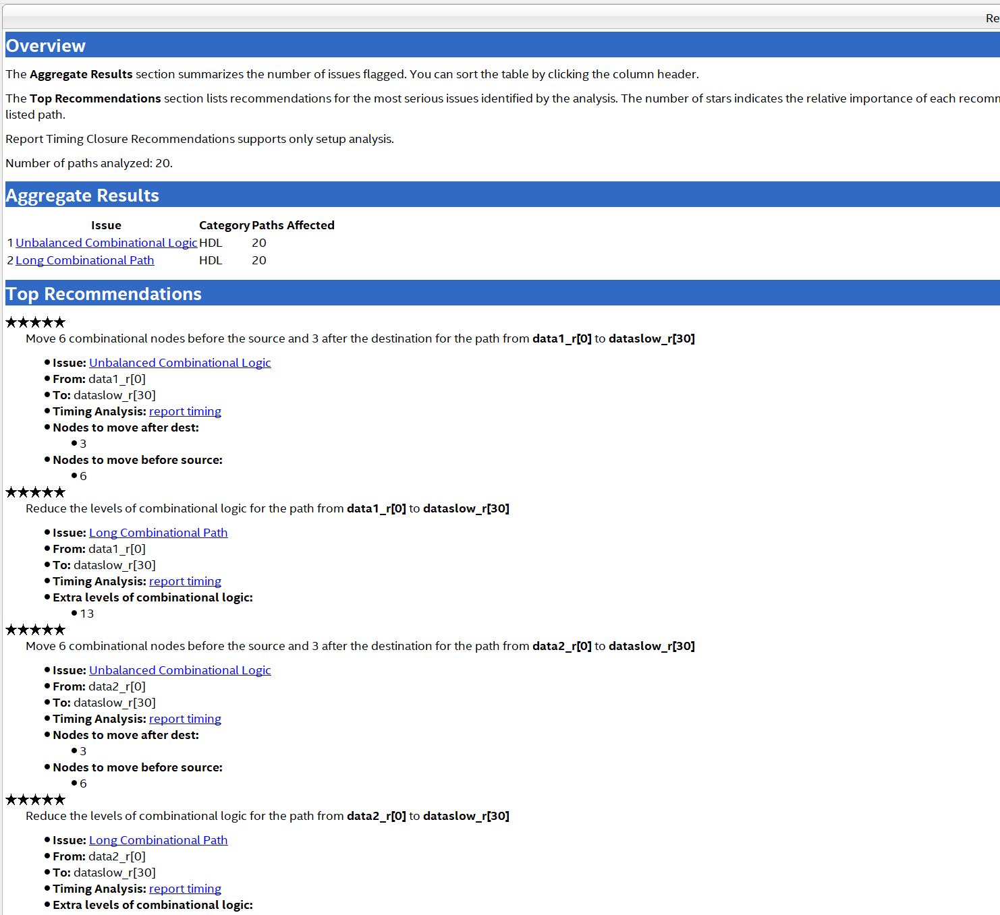 Re
Overview
The Aggregate Results section summarizes the number of issues flagged. You can sort the table by clicking the column header.
The Top Recommendations section lists recommendations for the most serious issues identified by the analysis. The number of stars indicates the relative importance of each recomm
listed path.
Report Timing Closure Recommendations supports only setup analysis.
Number of paths analyzed: 20.
Aggregate Results
Issue Category Paths Affected
1 Unbalanced Combinational Logic HDL 20
2 Long Combinational Path HDL 20
Top Recommendations
★★★★★
Move 6 combinational nodes before the source and 3 after the destination for the path from data1_r[0] to dataslow_r[30]
● Issue: Unbalanced Combinational Logic
● From: data1_r[0]
● To: dataslow_r[30]
● Timing Analysis: report timing
● Nodes to move after dest:
● 3
● Nodes to move before source:
● 6
★★★★★
Reduce the levels of combinational logic for the path from data1_r[0] to dataslow_r[30]
● Issue: Long Combinational Path
● From: data1_r[0]
● To: dataslow_r[30]
● Timing Analysis: report timing
● Extra levels of combinational logic:
● 13
★★★★★
Move 6 combinational nodes before the source and 3 after the destination for the path from data2_r[0] to dataslow_r[30]
● Issue: Unbalanced Combinational Logic
● From: data2_r[0]
● To: dataslow_r[30]
● Timing Analysis: report timing
● Nodes to move after dest:
● 3
● Nodes to move before source:
● 6
★★★★★
Reduce the levels of combinational logic for the path from data2_r[0] to dataslow_r[30]
● Issue: Long Combinational Path
● From: data2_r[0]
● To: dataslow_r[30]
● Timing Analysis: report timing
● Extra levels of combinational logic: